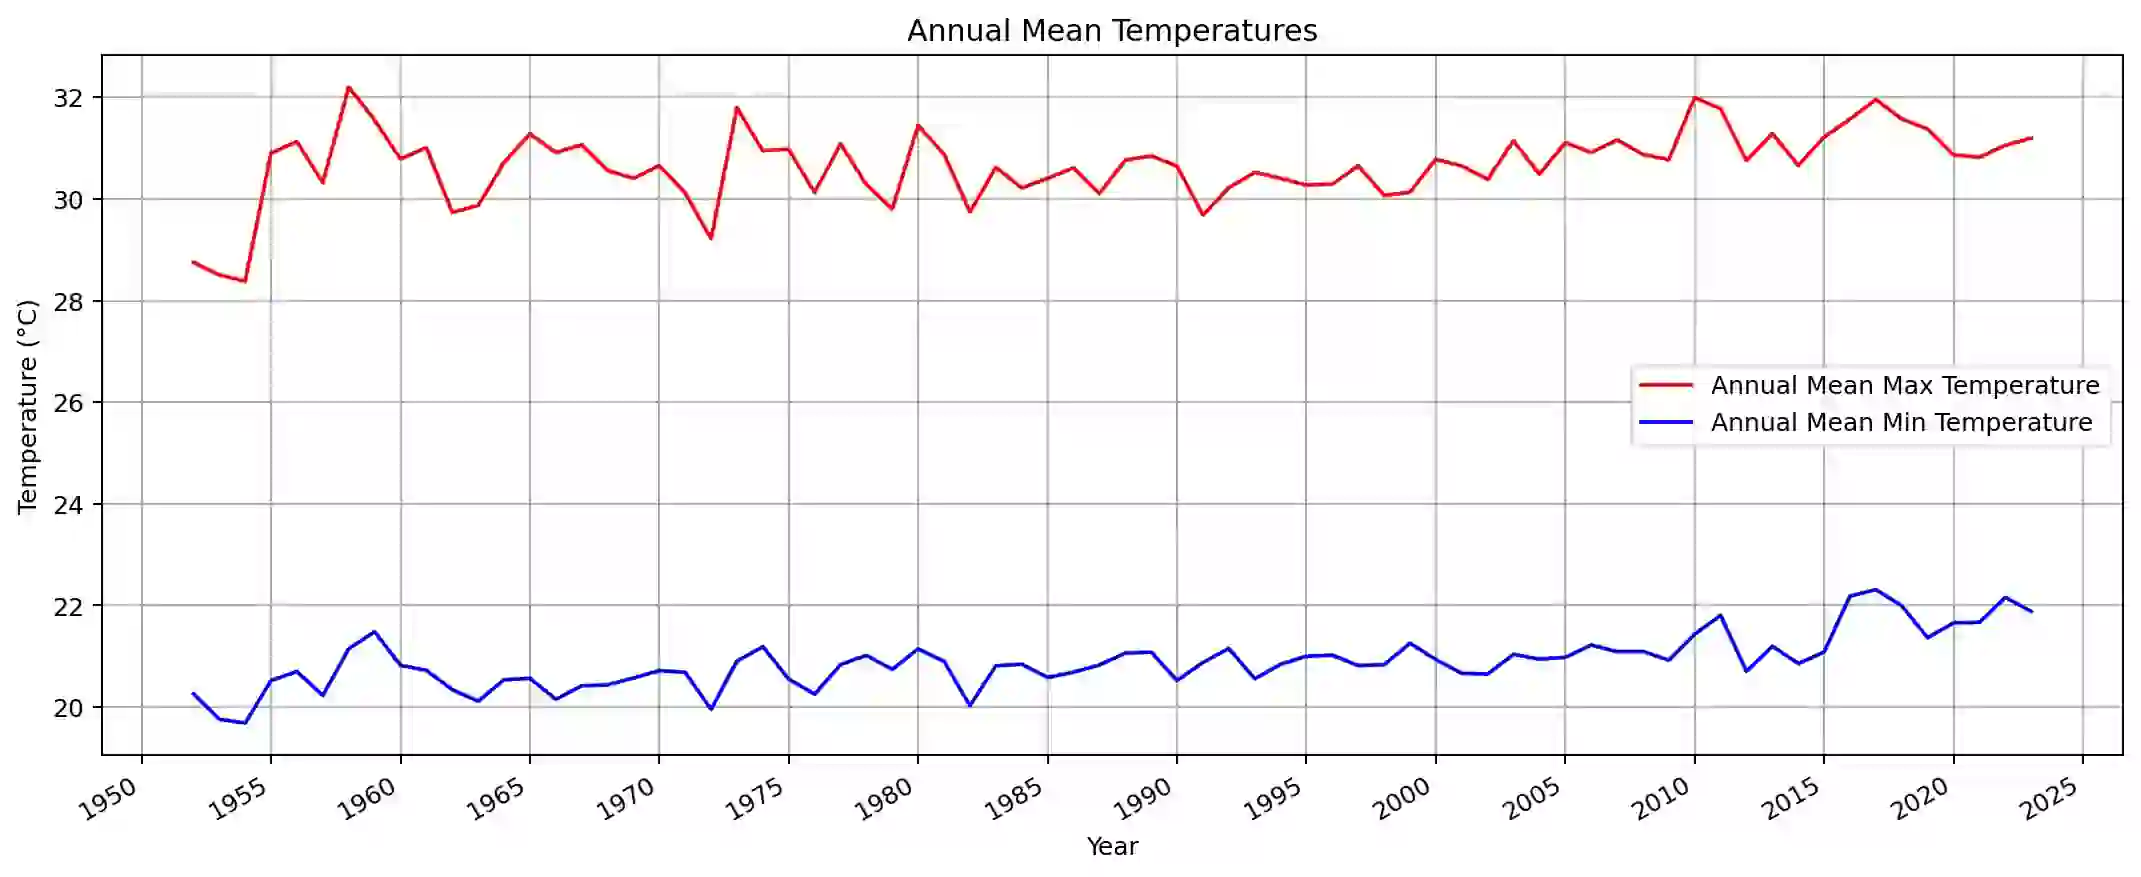 Annual Mean Temperatures
32
30
28
26
24
22
20
Temperature (°C)
Annual Mean Max Temperature
Annual Mean Min Temperature
1950 1955 1960 1965 1970 1975 1980 1985 1990 1995 2000 2005 2010 2015 2020 2025
Year